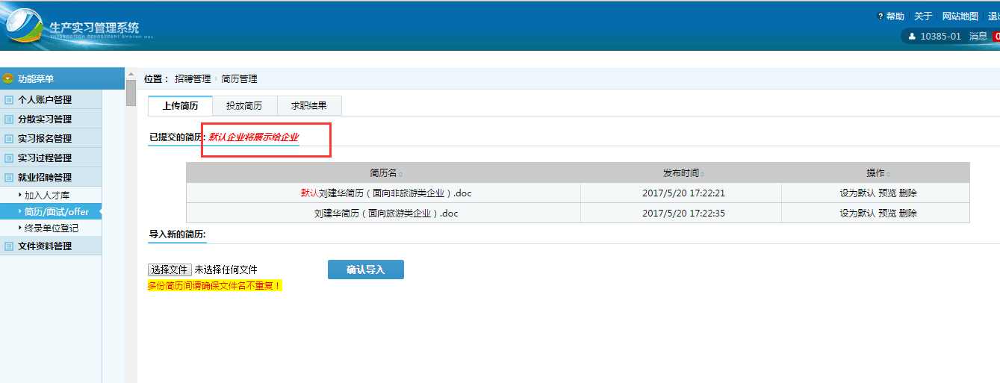 帮助 关于 网站地图
生产实习管理系统
10385-01 消息
功能菜单
位置： 招聘管理 › 简历管理
个人账户管理
上传简历 投放简历 求职结果
分散实习管理
实习报名管理
已提交的简历: 默认企业将展示给企业
实习过程管理
就业招聘管理
简历名 发布时间 操作
加入人才库
默认刘建华简历（面向非旅游类企业）.doc 2017/5/20 17:22:21 设为默认 预览 删除
简历/面试/offer
刘建华简历（面向旅游类企业）.doc 2017/5/20 17:22:35 设为默认 预览 删除
终录单位登记
导入新的简历:
文件资料管理
选择文件 未选择任何文件 确认导入
多份简历间请确保文件名不重复！